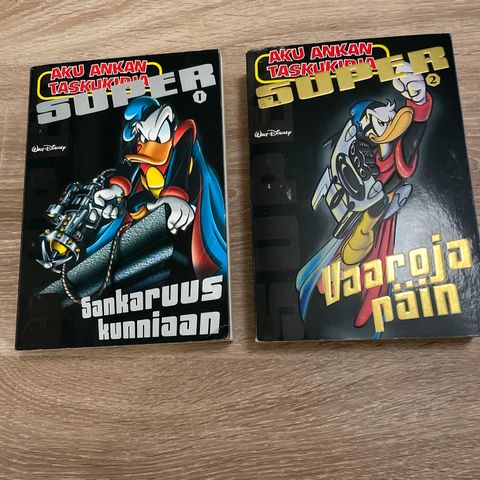 AKU ANKAN
TASKUKIRJA
SUPER
1
Walt Disney
Sankaruus
kunniaan
AKU ANKAN
TASKUKIRJA
SUPER
2
Walt Disney
Vaaroja
päin